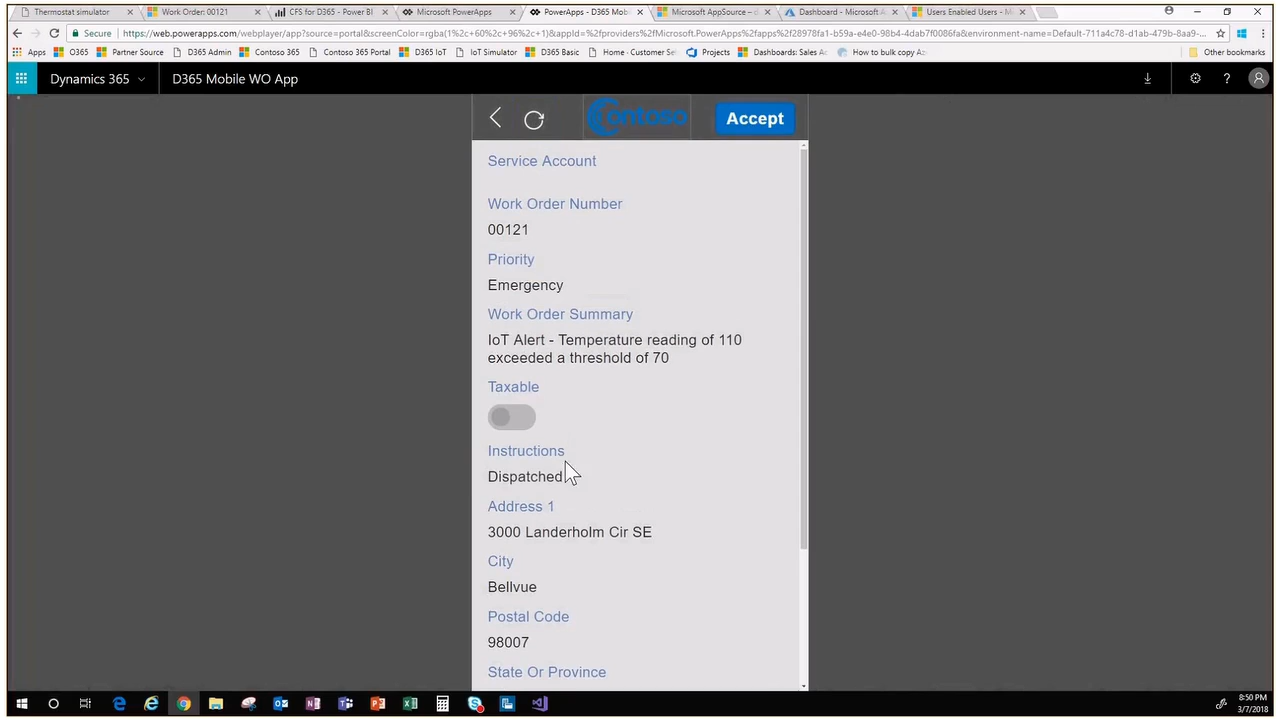 Thermostat simulator
Work Order: 00121
CFS for D365 - Power BI
Microsoft PowerApps
PowerApps - D365 Mobi
Microsoft AppSource –
Dashboard - Microsoft A
Users Enabled Users - M
Secure
https://web.powerapps.com/webplayer/app?source=portal&screenColor=rgba(1%2c+60+%2c+96+%2c+1)&appId=%2fproviders%2fMicrosoft.PowerApps%2fapps%2f28978fa1-b59a-e4e0-98b4-4dab7f0086fa&environment-name=Default-711a4c78-d1ab-479b-8aa9-...
Apps
O365
Partner Source
D365 Admin
Contoso 365
Contoso 365 Portal
D365 IoT
IoT Simulator
D365 Basic
Home - Customer Se
Projects
Dashboards: Sales Ac
How to bulk copy Ac
Other bookmarks
Dynamics 365
D365 Mobile WO App
?
Contoso
Accept
Service Account
Work Order Number
00121
Priority
Emergency
Work Order Summary
IoT Alert - Temperature reading of 110
exceeded a threshold of 70
Taxable
Instructions
Dispatched
Address 1
3000 Landerholm Cir SE
City
Bellvue
Postal Code
98007
State Or Province
8:50 PM
3/7/2018